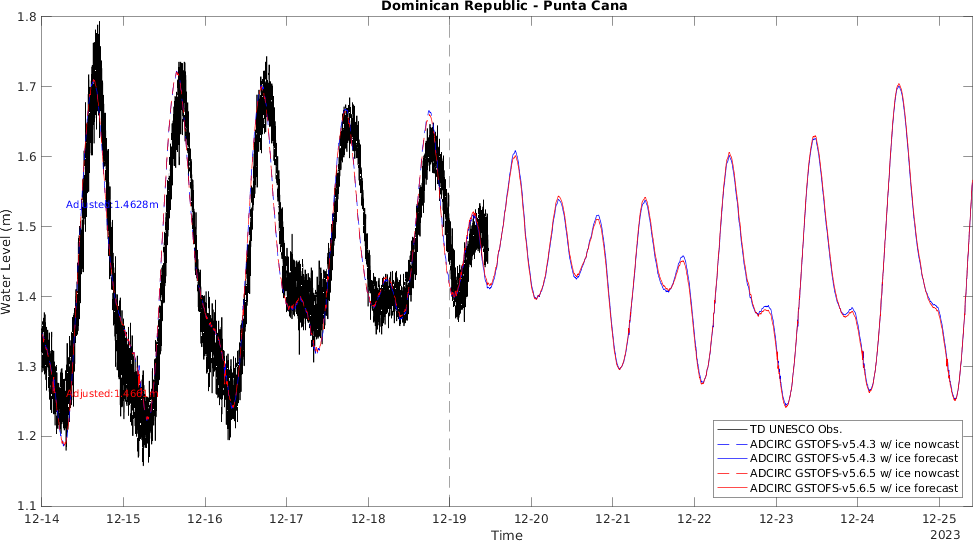 Dominican Republic - Punta Cana
Water Level (m)
1.8
1.7
1.6
1.5
1.4
1.3
1.2
1.1
Adjusted:1.4628m
TD UNESCO Obs.
ADCIRC GSTOFS-v5.4.3 w/ ice nowcast
ADCIRC GSTOFS-v5.4.3 w/ ice forecast
ADCIRC GSTOFS-v5.6.5 w/ ice nowcast
ADCIRC GSTOFS-v5.6.5 w/ ice forecast
12-14 12-15 12-16 12-17 12-18 12-19 12-20 12-21 12-22 12-23 12-24 12-25
Time
2023